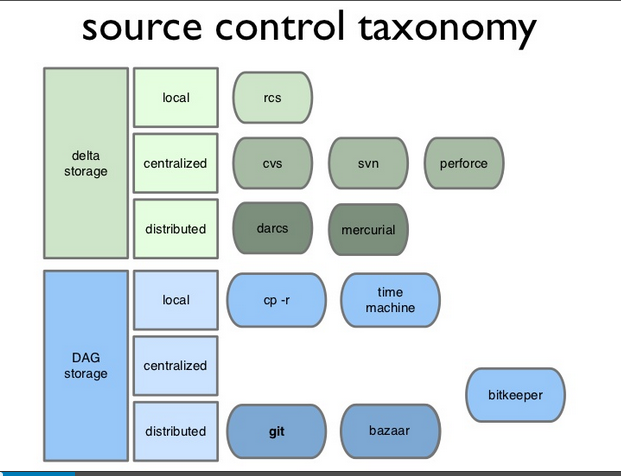 source control taxonomy
delta
storage
local
rcs
centralized
cvs
svn
perforce
distributed
darcs
mercurial
DAG
storage
local
cp -r
time
machine
centralized
bitkeeper
distributed
git
bazaar